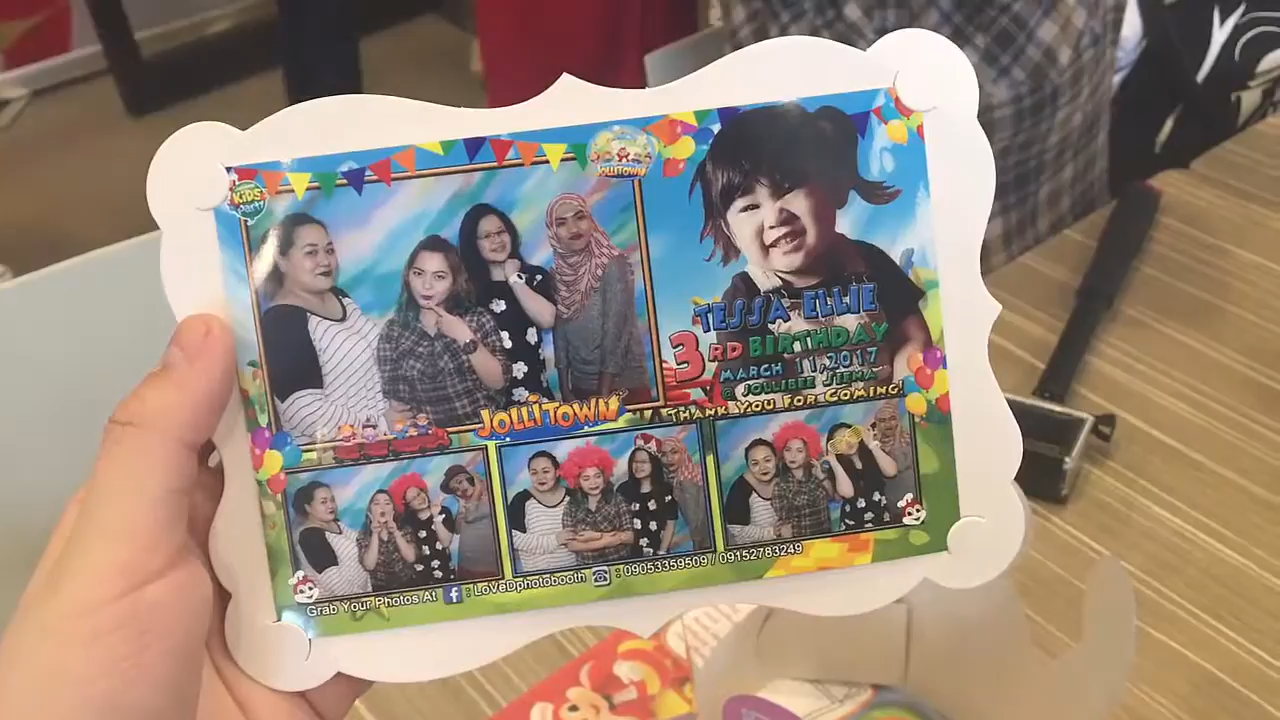 KiDS
Party
JOLLITOWN
TESSA ELLIE
3RD BIRTHDAY
MARCH 11,2017
@ JOLLIBEE SIENA
THANK YOU FOR COMING!
JOLLITOWN
Grab Your Photos At f : LoVeDphotobooth ☎ : 09053359509 / 09152783249